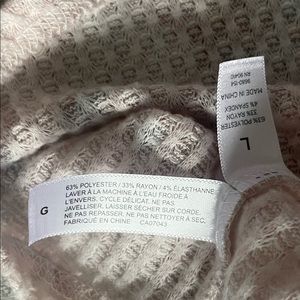 G
63% POLYESTER / 33% RAYON / 4% ÉLASTHANNE
LAVER À LA MACHINE À L'EAU FROIDE À
L'ENVERS. CYCLE DÉLICAT. NE PAS
JAVELLISER. LAISSER SÉCHER SUR CORDE.
NE PAS REPASSER. NE PAS NETTOYER À SEC.
FABRIQUÉ EN CHINE CA07043
L
63% POLYESTER
33% RAYON
4% SPANDEX
MADE IN CHINA